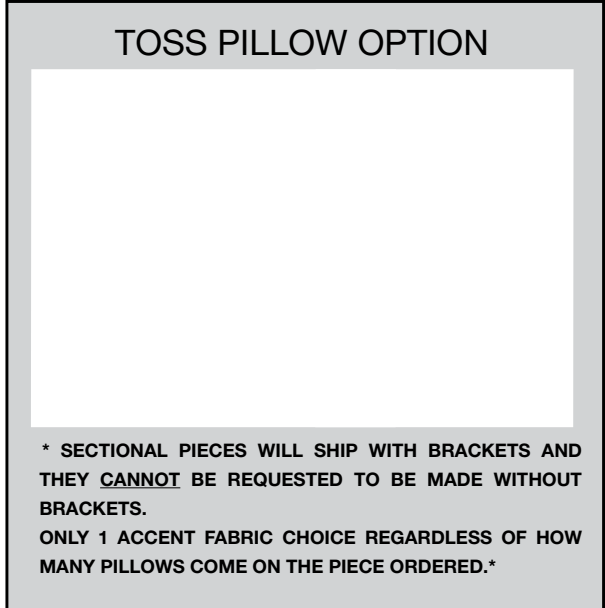 TOSS PILLOW OPTION
* SECTIONAL PIECES WILL SHIP WITH BRACKETS AND
THEY CANNOT BE REQUESTED TO BE MADE WITHOUT
BRACKETS.
ONLY 1 ACCENT FABRIC CHOICE REGARDLESS OF HOW
MANY PILLOWS COME ON THE PIECE ORDERED.*